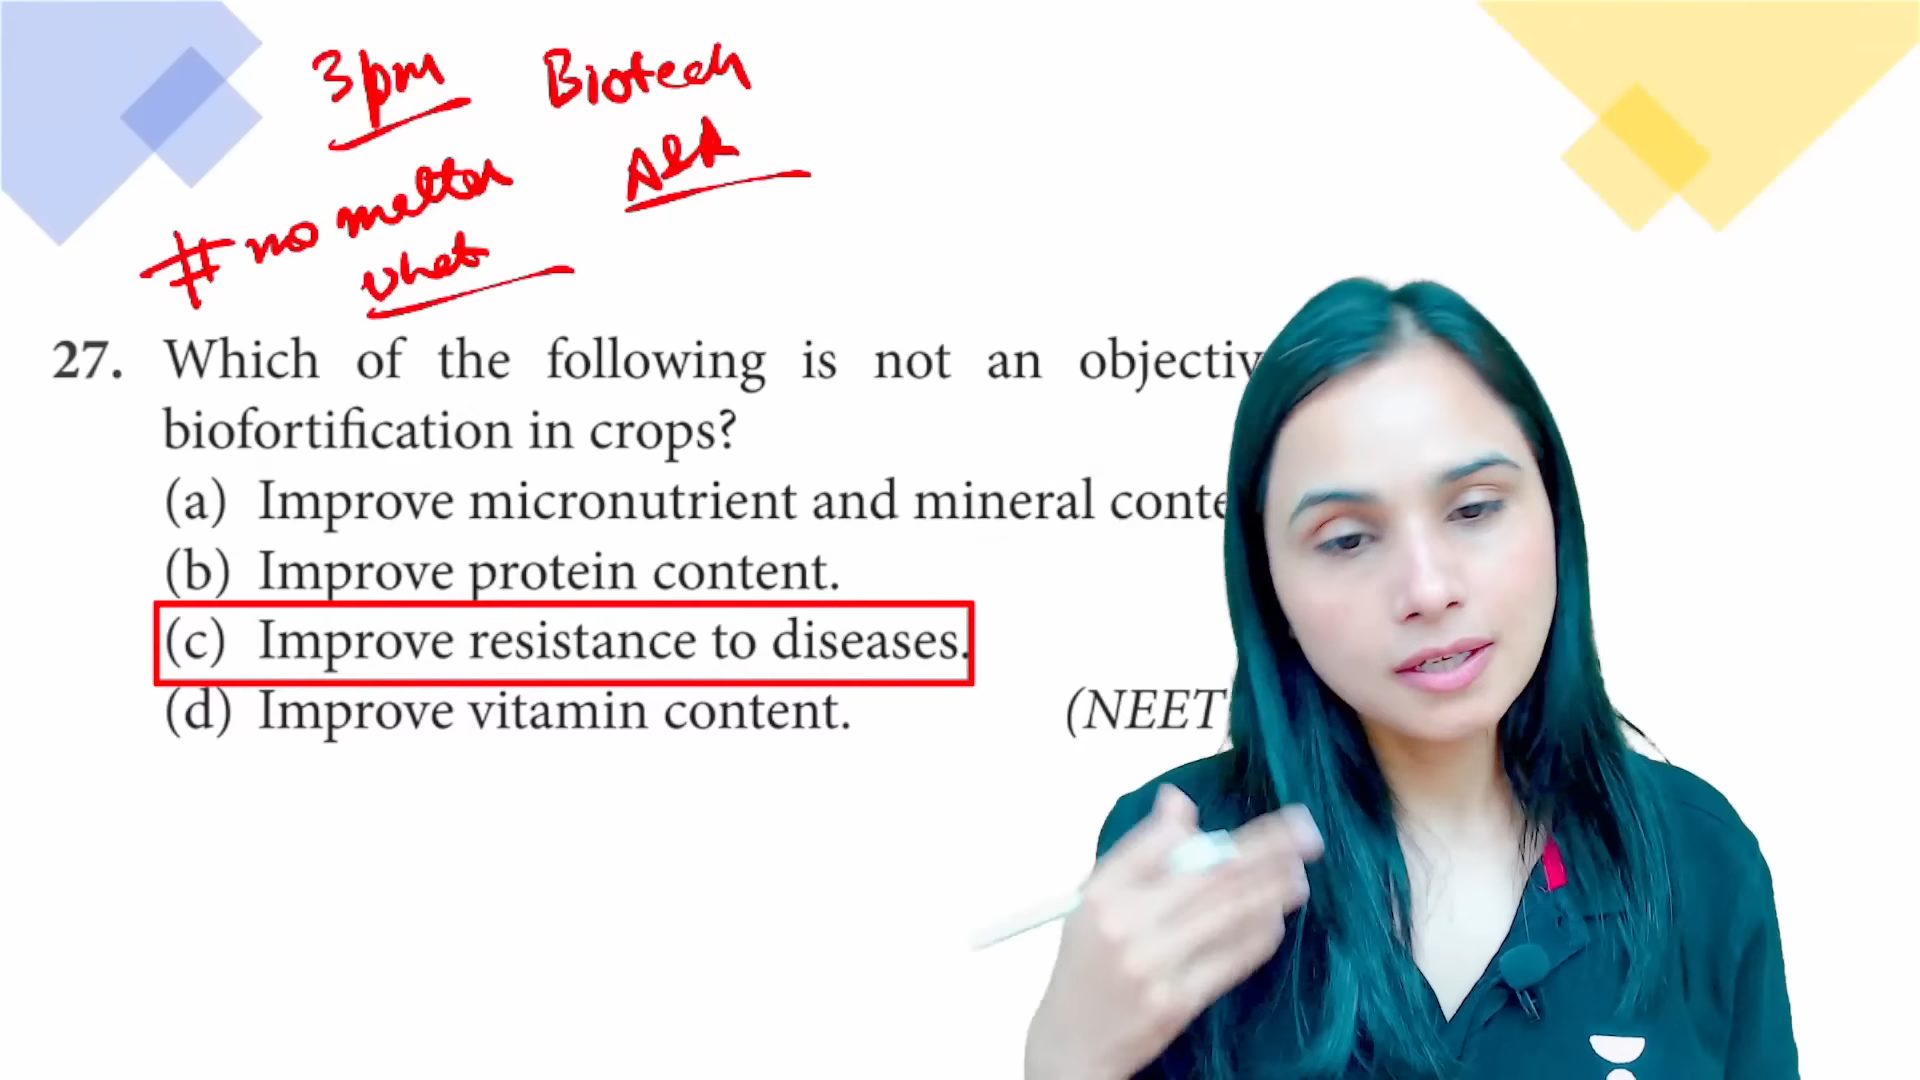 3pm Biotech
#no matter
what
27. Which of the following is not an objectiv
biofortification in crops?
(a) Improve micronutrient and mineral conte
(b) Improve protein content.
(c) Improve resistance to diseases.
(d) Improve vitamin content. (NEET